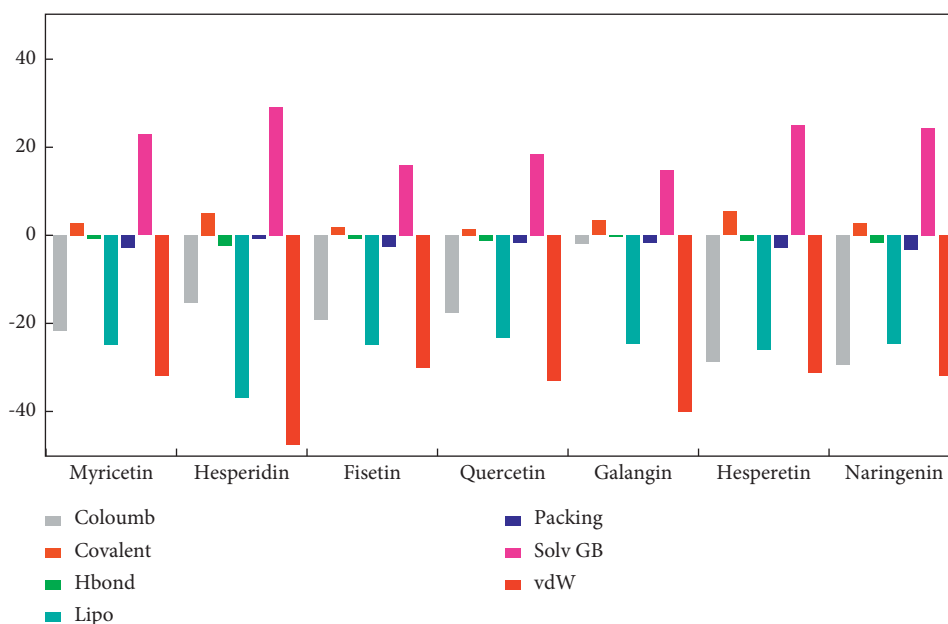 40
20
0
-20
-40
Myricetin Hesperidin Fisetin Quercetin Galangin Hesperetin Naringenin
Coloumb
Covalent
Hbond
Lipo
Packing
Solv GB
vdW